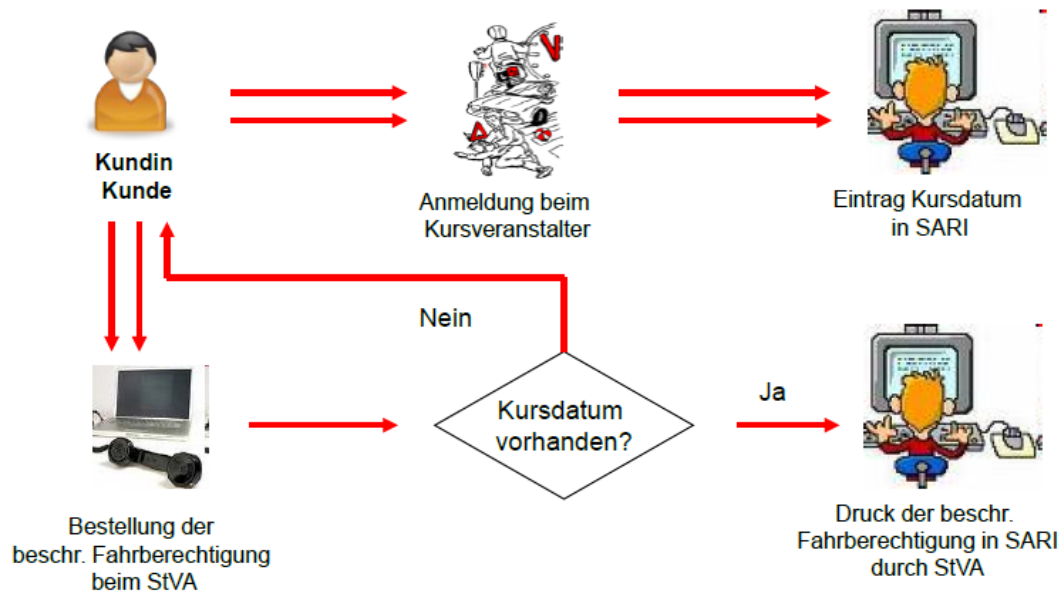 Kundin
Kunde
Anmeldung beim
Kursveranstalter
Eintrag Kursdatum
in SARI
Nein
Ja
Kursdatum
vorhanden?
Bestellung der
beschr. Fahrberechtigung
beim StVA
Druck der beschr.
Fahrberechtigung in SARI
durch StVA